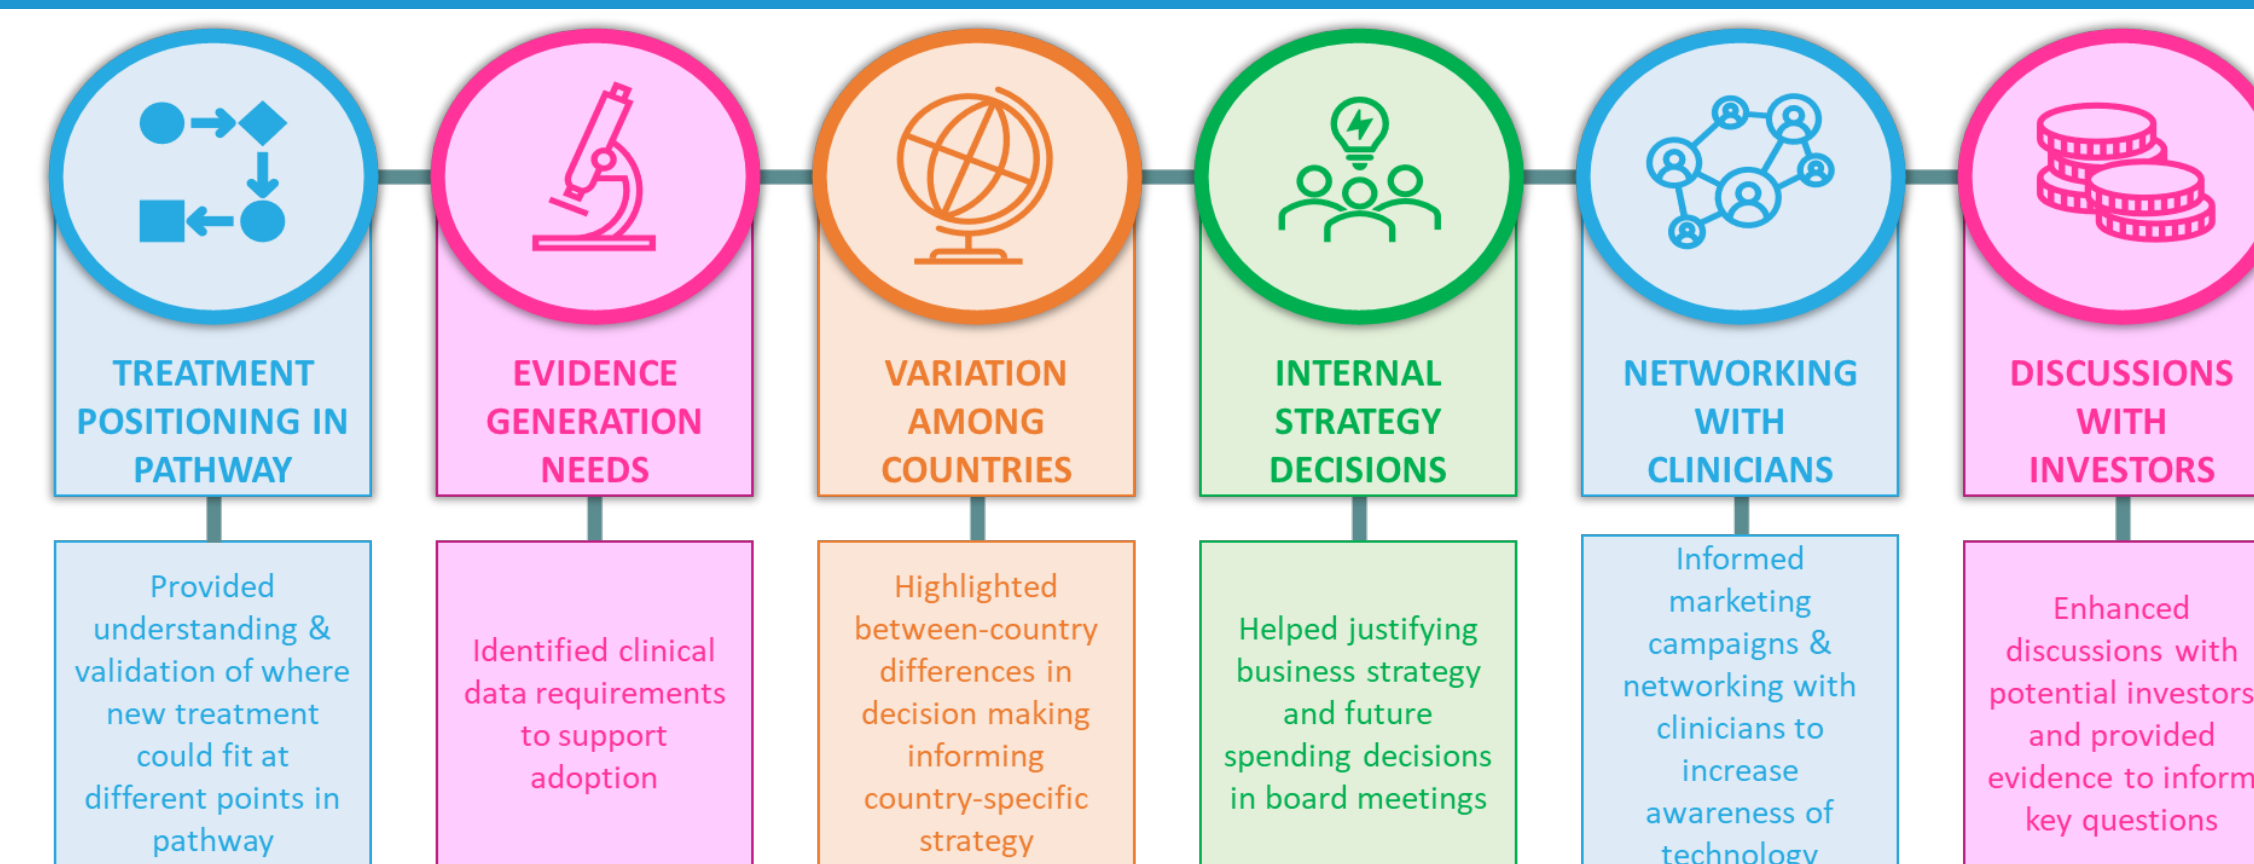 TREATMENT
POSITIONING IN
PATHWAY
EVIDENCE
GENERATION
NEEDS
VARIATION
AMONG
COUNTRIES
INTERNAL
STRATEGY
DECISIONS
NETWORKING
WITH
CLINICIANS
DISCUSSIONS
WITH
INVESTORS
Provided
understanding &
validation of where
new treatment
could fit at
different points in
pathway
Identified clinical
data requirements
to support
adoption
Highlighted
between-country
differences in
decision making
informing
country-specific
strategy
Helped justifying
business strategy
and future
spending decisions
in board meetings
Informed
marketing
campaigns &
networking with
clinicians to
increase
awareness of
technology
Enhanced
discussions with
potential investors
and provided
evidence to inform
key questions